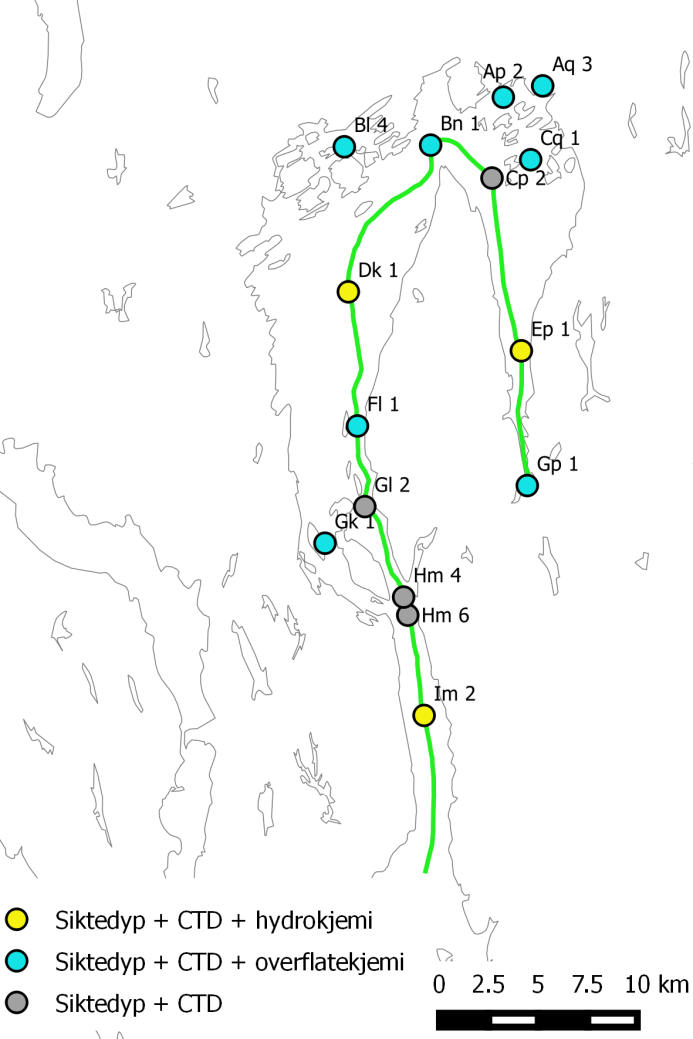 Aq 3
Ap 2
Bl 4
Bn 1
Cq 1
Cp 2
Dk 1
Ep 1
Fl 1
Gp 1
Gl 2
Gk 1
Hm 4
Hm 6
Im 2
Siktedyp + CTD + hydrokjemi
Siktedyp + CTD + overflatekjemi
Siktedyp + CTD
0 2.5 5 7.5 10 km